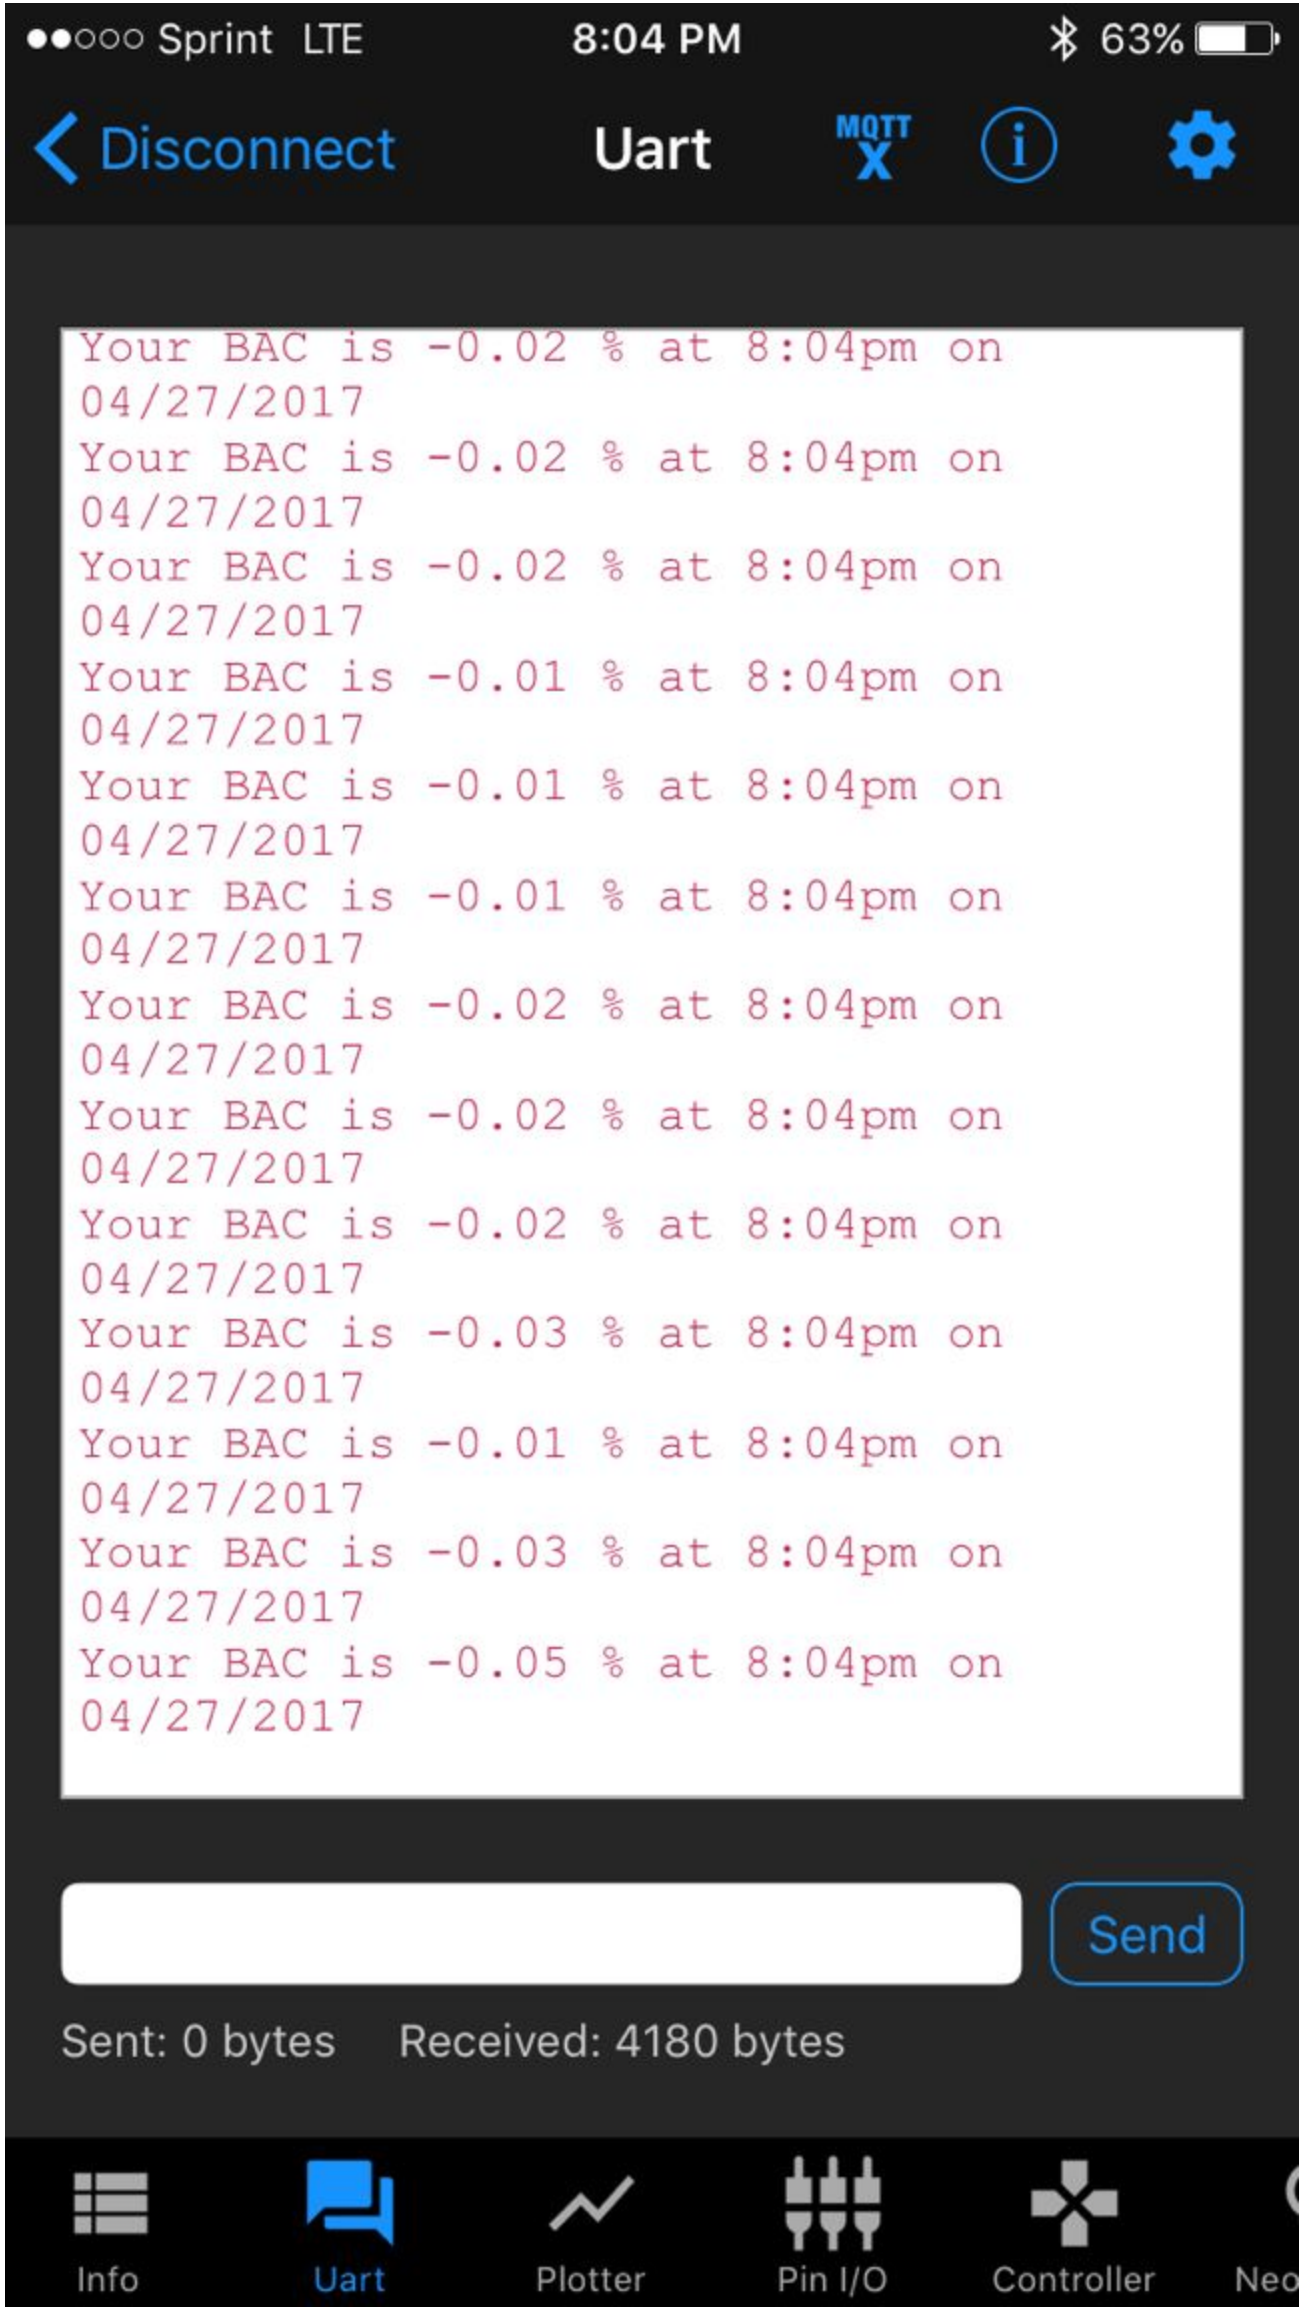 Sprint LTE 8:04 PM 63%
Disconnect Uart MQTT X i
Your BAC is -0.02 % at 8:04pm on
04/27/2017
Your BAC is -0.02 % at 8:04pm on
04/27/2017
Your BAC is -0.02 % at 8:04pm on
04/27/2017
Your BAC is -0.01 % at 8:04pm on
04/27/2017
Your BAC is -0.01 % at 8:04pm on
04/27/2017
Your BAC is -0.01 % at 8:04pm on
04/27/2017
Your BAC is -0.02 % at 8:04pm on
04/27/2017
Your BAC is -0.02 % at 8:04pm on
04/27/2017
Your BAC is -0.02 % at 8:04pm on
04/27/2017
Your BAC is -0.03 % at 8:04pm on
04/27/2017
Your BAC is -0.01 % at 8:04pm on
04/27/2017
Your BAC is -0.03 % at 8:04pm on
04/27/2017
Your BAC is -0.05 % at 8:04pm on
04/27/2017
Send
Sent: 0 bytes Received: 4180 bytes
Info Uart Plotter Pin I/O Controller Neo